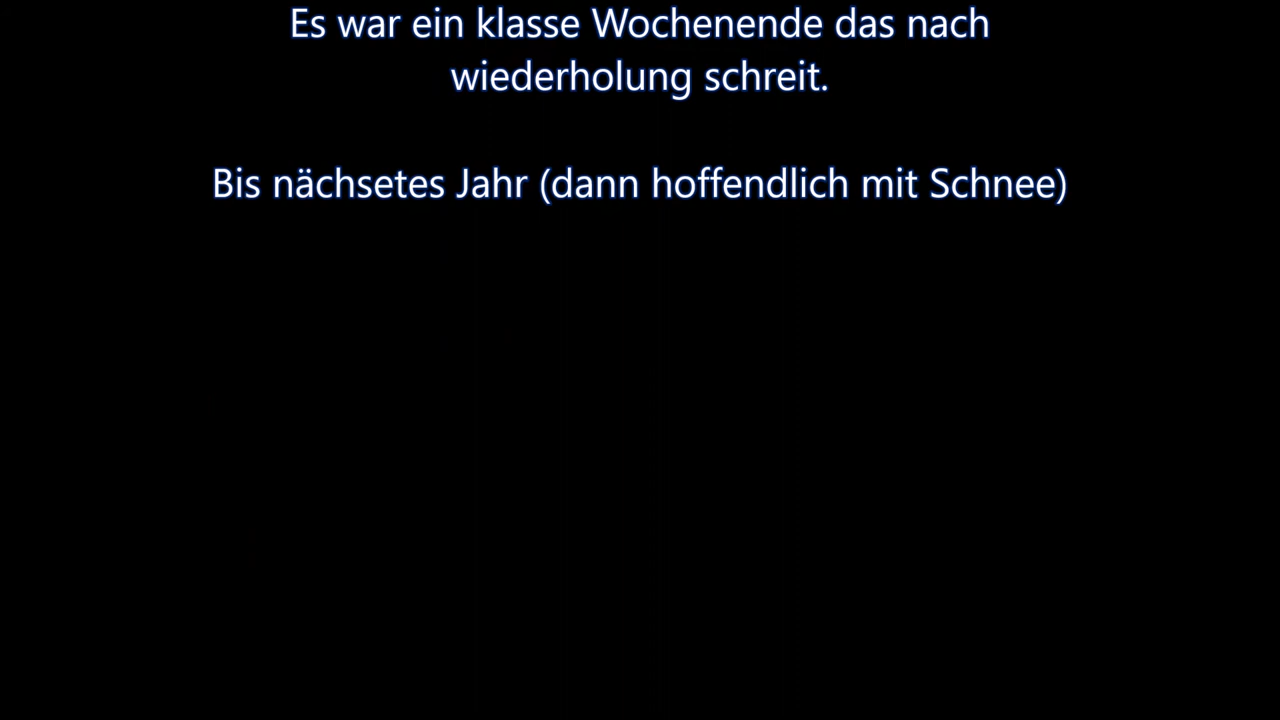 Es war ein klasse Wochenende das nach
wiederholung schreit.
Bis nächsetes Jahr (dann hoffendlich mit Schnee)